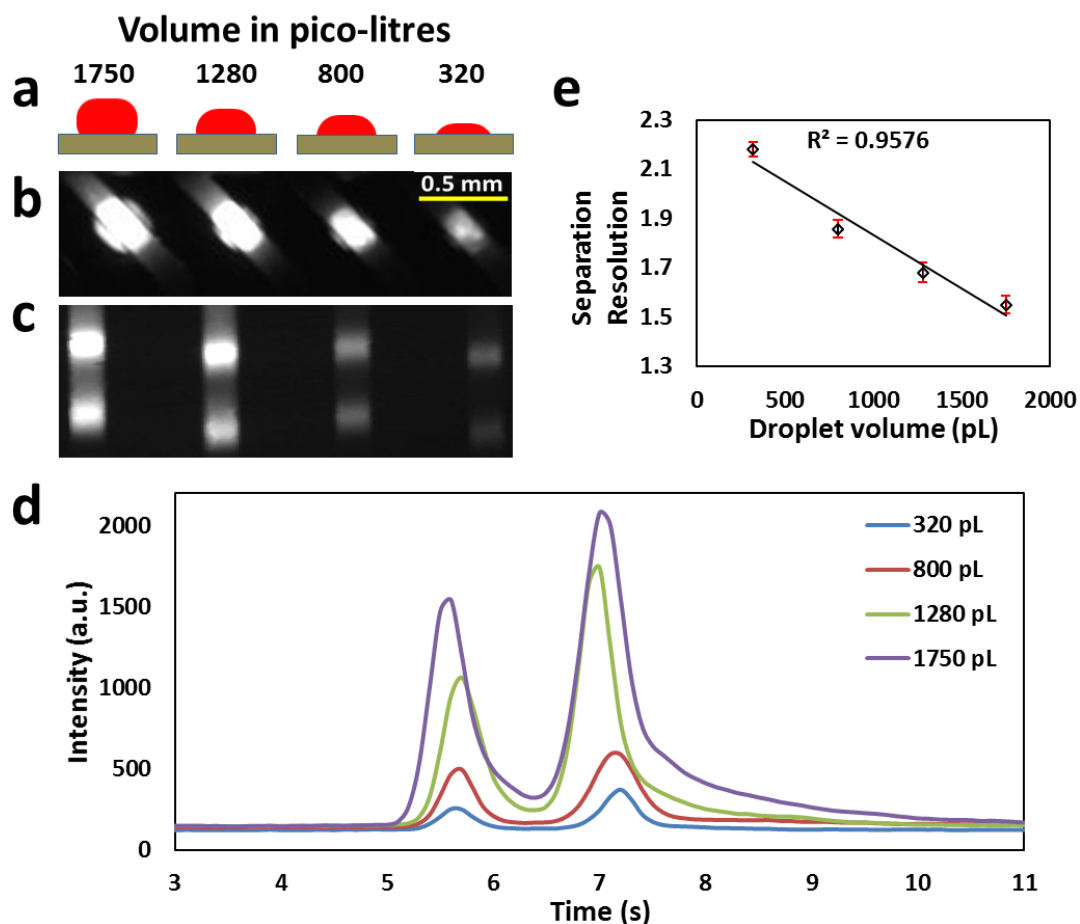 Volume in pico-litres
1750 1280 800 320
a
b
0.5 mm
c
e
2.3
2.1
1.9
1.7
1.5
1.3
R² = 0.9576
Separation
Resolution
0 500 1000 1500 2000
Droplet volume (pL)
d
2000
1500
1000
500
0
Intensity (a.u.)
320 pL
800 pL
1280 pL
1750 pL
3 4 5 6 7 8 9 10 11
Time (s)